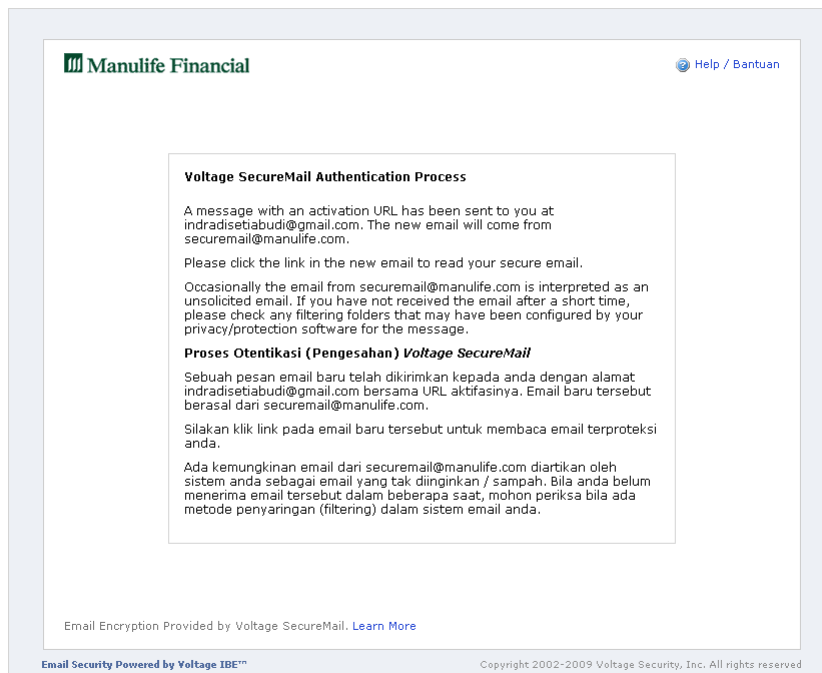 Manulife Financial
Help / Bantuan
Voltage SecureMail Authentication Process
A message with an activation URL has been sent to you at
indradisetiabudi@gmail.com. The new email will come from
securemail@manulife.com.
Please click the link in the new email to read your secure email.
Occasionally the email from securemail@manulife.com is interpreted as an
unsolicited email. If you have not received the email after a short time,
please check any filtering folders that may have been configured by your
privacy/protection software for the message.
Proses Otentikasi (Pengesahan) Voltage SecureMail
Sebuah pesan email baru telah dikirimkan kepada anda dengan alamat
indradisetiabudi@gmail.com bersama URL aktifasinya. Email baru tersebut
berasal dari securemail@manulife.com.
Silakan klik link pada email baru tersebut untuk membaca email terproteksi
anda.
Ada kemungkinan email dari securemail@manulife.com diartikan oleh
sistem anda sebagai email yang tak diinginkan / sampah. Bila anda belum
menerima email tersebut dalam beberapa saat, mohon periksa bila ada
metode penyaringan (filtering) dalam sistem email anda.
Email Encryption Provided by Voltage SecureMail. Learn More
Email Security Powered by Voltage IBE™
Copyright 2002-2009 Voltage Security, Inc. All rights reserved